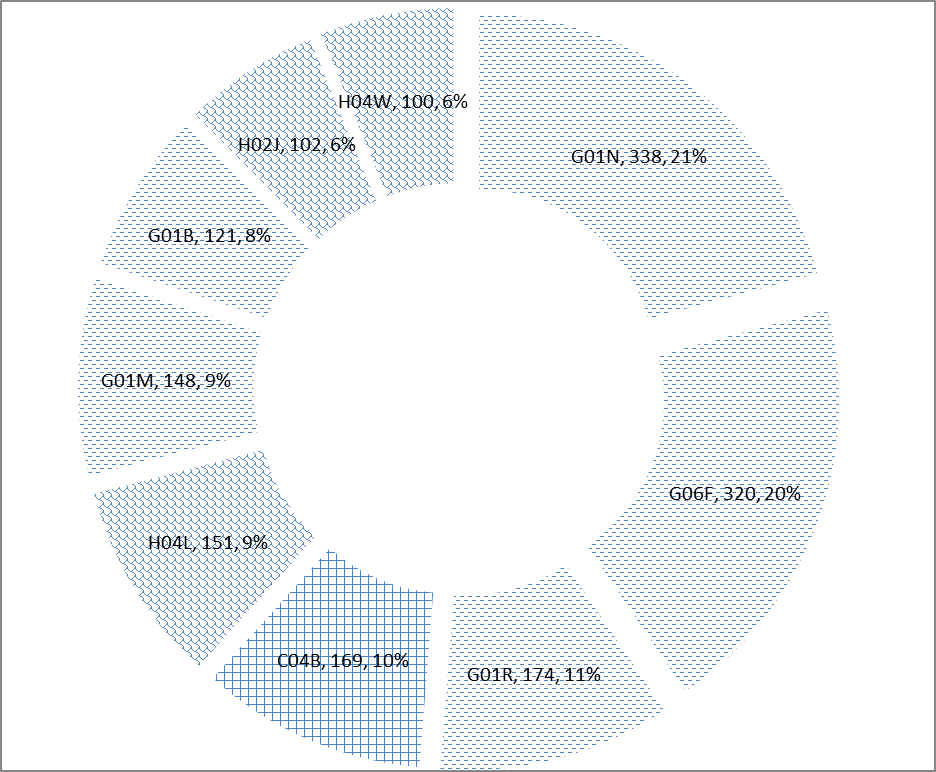 H04W, 100, 6%
H02J, 102, 6%
G01N, 338, 21%
G01B, 121, 8%
G01M, 148, 9%
G06F, 320, 20%
H04L, 151, 9%
C04B, 169, 10%
G01R, 174, 11%